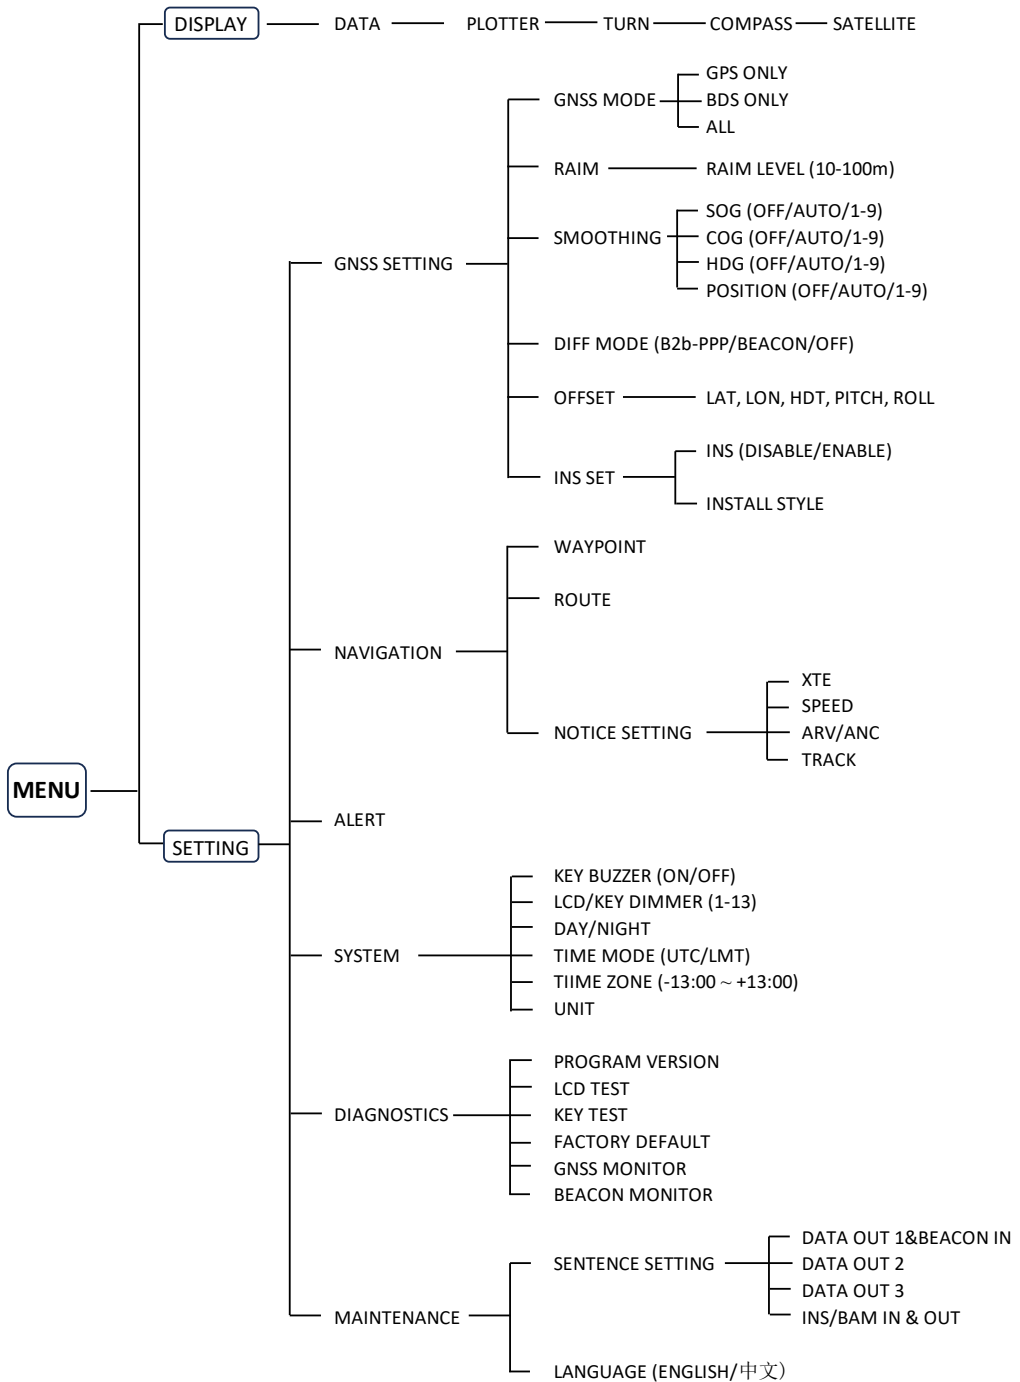 DISPLAY
DATA
PLOTTER
TURN
COMPASS
SATELLITE
GPS ONLY
GNSS MODE
BDS ONLY
ALL
RAIM
RAIM LEVEL (10-100m)
SOG (OFF/AUTO/1-9)
SMOOTHING
COG (OFF/AUTO/1-9)
GNSS SETTING
HDG (OFF/AUTO/1-9)
POSITION (OFF/AUTO/1-9)
DIFF MODE (B2b-PPP/BEACON/OFF)
OFFSET
LAT, LON, HDT, PITCH, ROLL
INS (DISABLE/ENABLE)
INS SET
INSTALL STYLE
WAYPOINT
ROUTE
NAVIGATION
XTE
SPEED
NOTICE SETTING
ARV/ANC
TRACK
MENU
ALERT
SETTING
KEY BUZZER (ON/OFF)
LCD/KEY DIMMER (1-13)
DAY/NIGHT
SYSTEM
TIME MODE (UTC/LMT)
TIIME ZONE (-13:00 ~ +13:00)
UNIT
PROGRAM VERSION
LCD TEST
DIAGNOSTICS
KEY TEST
FACTORY DEFAULT
GNSS MONITOR
BEACON MONITOR
DATA OUT 1&BEACON IN
SENTENCE SETTING
DATA OUT 2
DATA OUT 3
MAINTENANCE
INS/BAM IN & OUT
LANGUAGE (ENGLISH/中文）